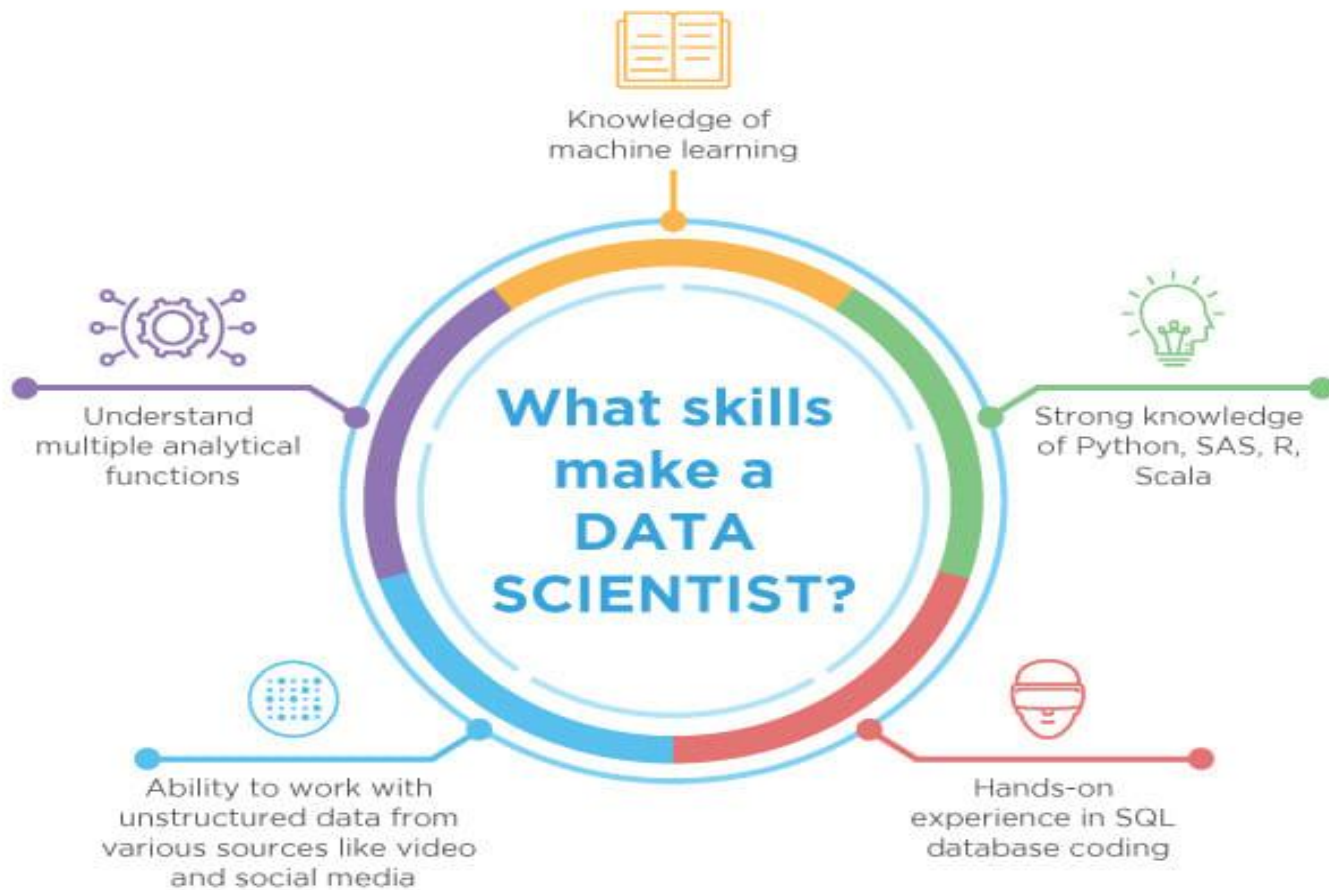 Knowledge of
machine learning
What skills
make a
DATA
SCIENTIST?
Understand
multiple analytical
functions
Strong knowledge
of Python, SAS, R,
Scala
Ability to work with
unstructured data from
various sources like video
and social media
Hands-on
experience in SQL
database coding